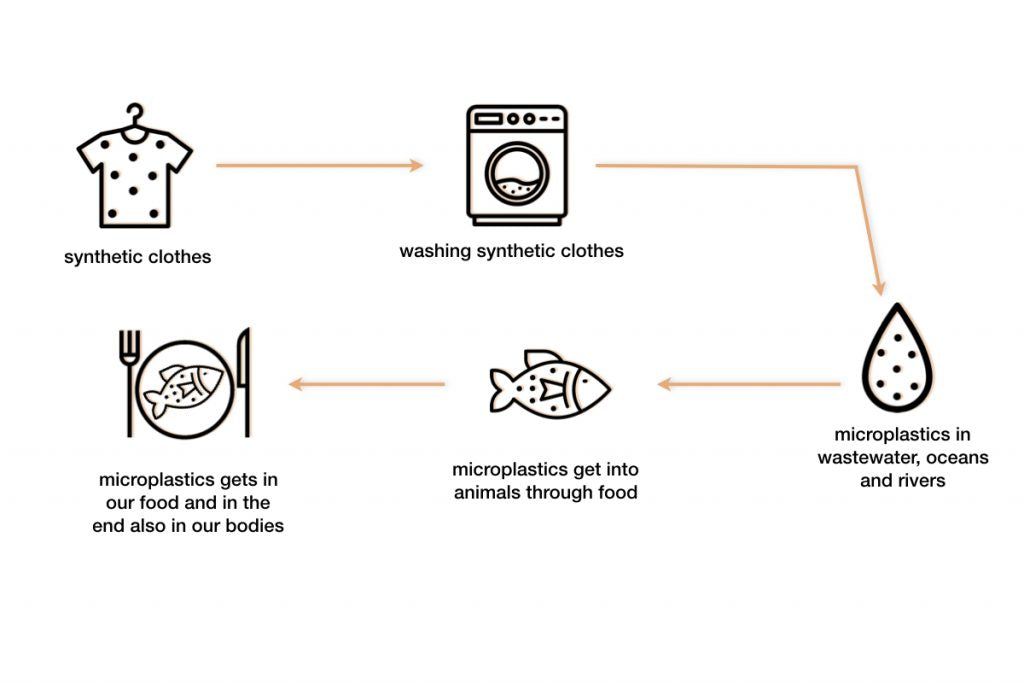 synthetic clothes
washing synthetic clothes
microplastics in
wastewater, oceans
and rivers
microplastics get into
animals through food
microplastics gets in
our food and in the
end also in our bodies